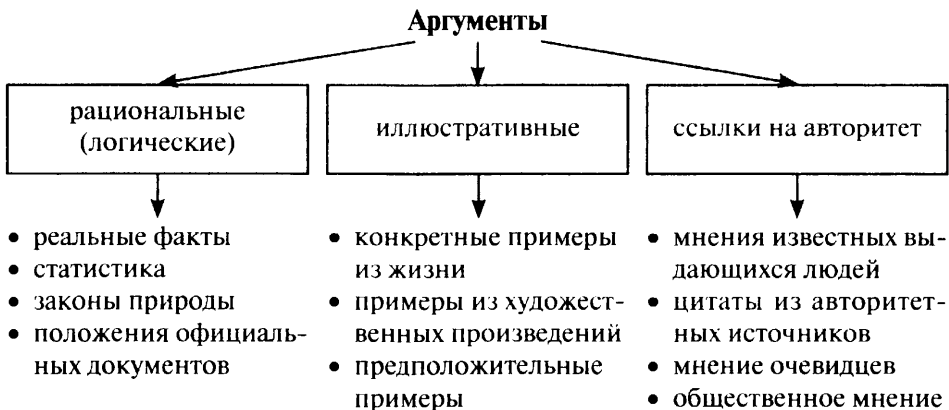 Аргументы
рациональные
(логические)
иллюстративные
ссылки на авторитет
• реальные факты
• статистика
• законы природы
• положения официаль-
ных документов
• конкретные примеры
из жизни
• примеры из художест-
венных произведений
• предположительные
примеры
• мнения известных вы-
дающихся людей
• цитаты из авторитет-
ных источников
• мнение очевидцев
• общественное мнение